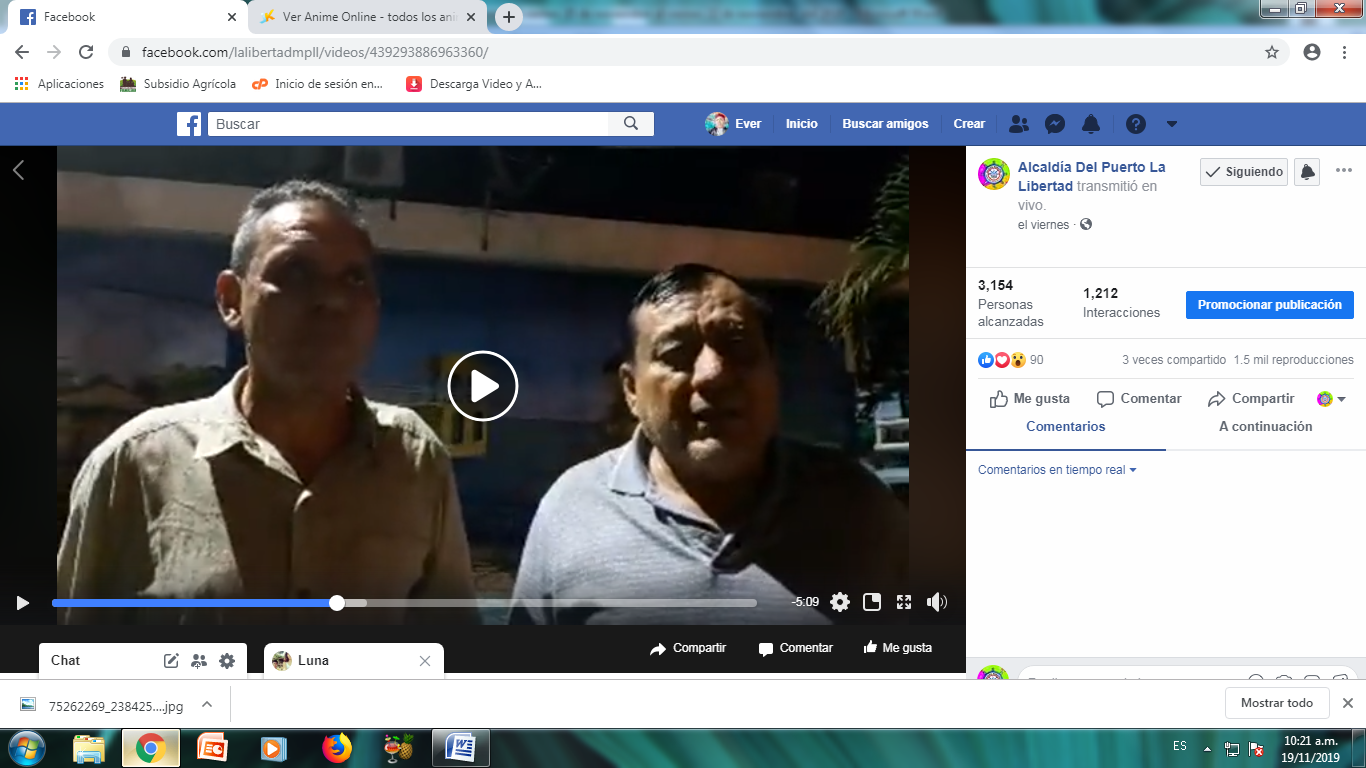 Facebook
Ver Anime Online - todos los ani
facebook.com/lalibertadmpll/videos/439293886963360/
Aplicaciones
Subsidio Agrícola
Inicio de sesión en...
Descarga Video y A...
Buscar
Ever
Inicio
Buscar amigos
Crear
Alcaldía Del Puerto La
Libertad transmitió en
vivo.
el viernes ·
Siguiendo
3,154
Personas
alcanzadas
1,212
Interacciones
Promocionar publicación
90
3 veces compartido
1.5 mil reproducciones
Me gusta
Comentar
Compartir
Comentarios
A continuación
Comentarios en tiempo real
-5:09
Compartir
Comentar
Me gusta
Chat
Luna
75262269_238425....jpg
Mostrar todo
ES
10:21 a.m.
19/11/2019